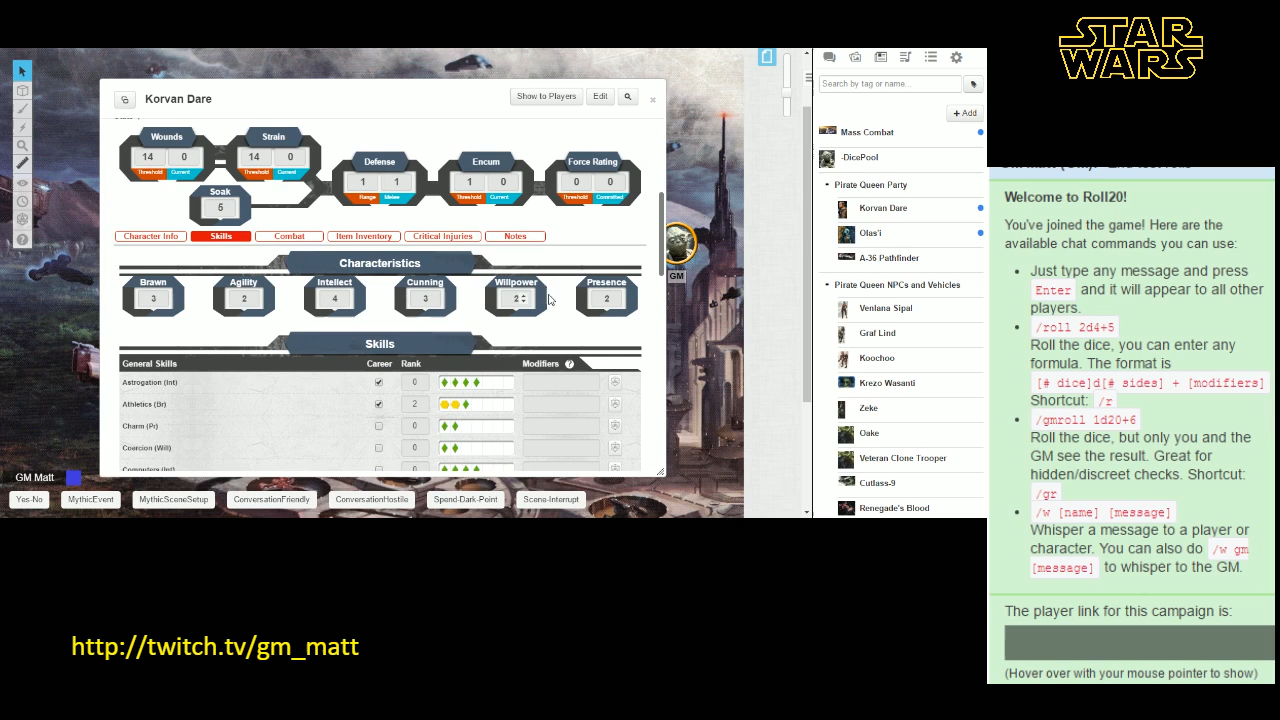 STAR
WARS
Korvan Dare
Show to Players
Edit
Wounds
14 0
Threshold Current
Strain
14 0
Threshold Current
Defense
1 1
Range Melee
Encum
1 0
Threshold Current
Force Rating
0 0
Threshold Committed
Soak
5
Character Info
Skills
Combat
Item Inventory
Critical Injuries
Notes
Characteristics
Brawn
3
Agility
2
Intellect
4
Cunning
3
Willpower
2
Presence
2
Skills
General Skills Career Rank Modifiers ?
Astrogation (Int) 0
Athletics (Br) 2
Charm (Pr) 0
Coercion (Will) 0
Computers (Int) 0
GM
GM Matt
Yes-No
MythicEvent
MythicSceneSetup
ConversationFriendly
ConversationHostile
Spend-Dark-Point
Scene-Interrupt
Search by tag or name...
+ Add
Mass Combat
-DicePool
Pirate Queen Party
Korvan Dare
Olas'i
A-36 Pathfinder
Pirate Queen NPCs and Vehicles
Venlana Sipal
Graf Lind
Koochoo
Krezo Wasanti
Zeke
Oake
Veteran Clone Trooper
Cutlass-9
Renegade's Blood
Welcome to Roll20!
You've joined the game! Here are the
available chat commands you can use:
Just type any message and press
Enter and it will appear to all other
players.
/roll 2d4+5
Roll the dice, you can enter any
formula. The format is
[# dice]d[# sides] + [modifiers]
Shortcut: /r
/gmroll 1d20+6
Roll the dice, but only you and the
GM see the result. Great for
hidden/discreet checks. Shortcut:
/gr
/w [name] [message]
Whisper a message to a player or
character. You can also do /w gm
[message] to whisper to the GM.
The player link for this campaign is:
(Hover over with your mouse pointer to show)
http://twitch.tv/gm_matt